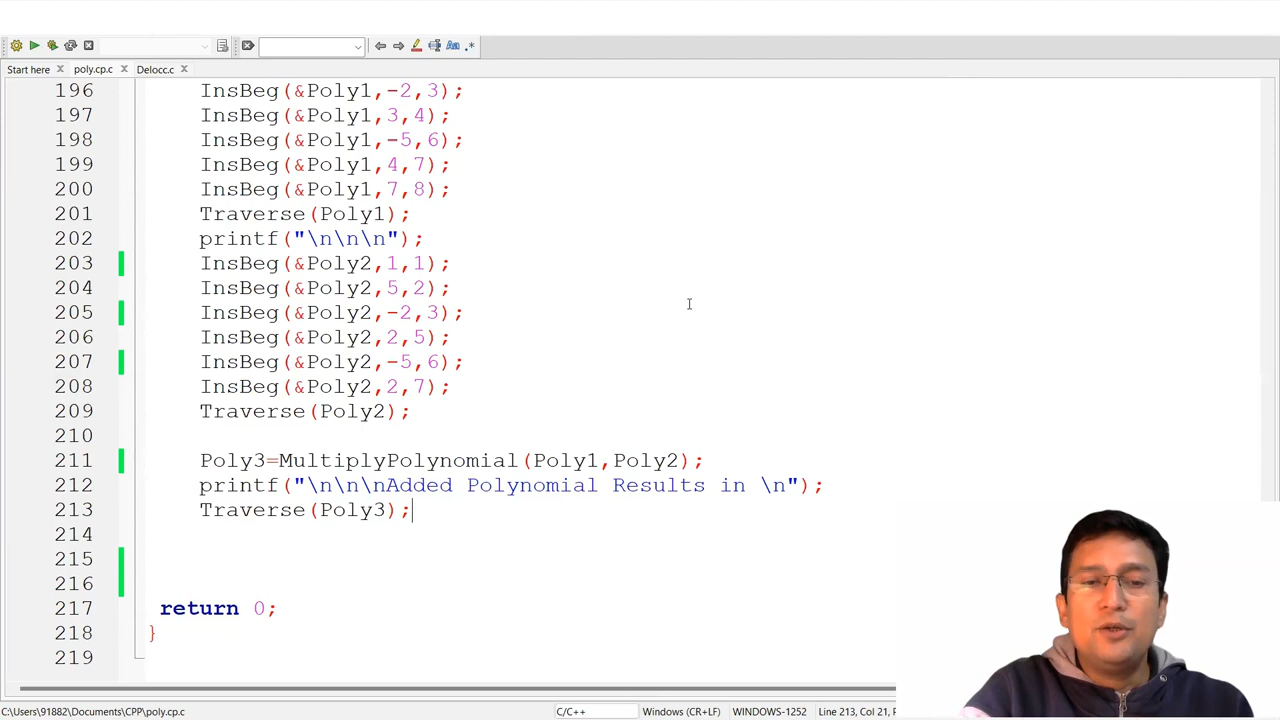 Start here
poly.cp.c
Delocc.c
196 InsBeg(&Poly1,-2,3);
197 InsBeg(&Poly1,3,4);
198 InsBeg(&Poly1,-5,6);
199 InsBeg(&Poly1,4,7);
200 InsBeg(&Poly1,7,8);
201 Traverse(Poly1);
202 printf("\n\n\n");
203 InsBeg(&Poly2,1,1);
204 InsBeg(&Poly2,5,2);
205 InsBeg(&Poly2,-2,3);
206 InsBeg(&Poly2,2,5);
207 InsBeg(&Poly2,-5,6);
208 InsBeg(&Poly2,2,7);
209 Traverse(Poly2);
210
211 Poly3=MultiplyPolynomial(Poly1,Poly2);
212 printf("\n\n\nAdded Polynomial Results in \n");
213 Traverse(Poly3);
214
215
216
217 return 0;
218 }
219
C:\Users\91882\Documents\CPP\poly.cp.c C/C++ Windows (CR+LF) WINDOWS-1252 Line 213, Col 21,